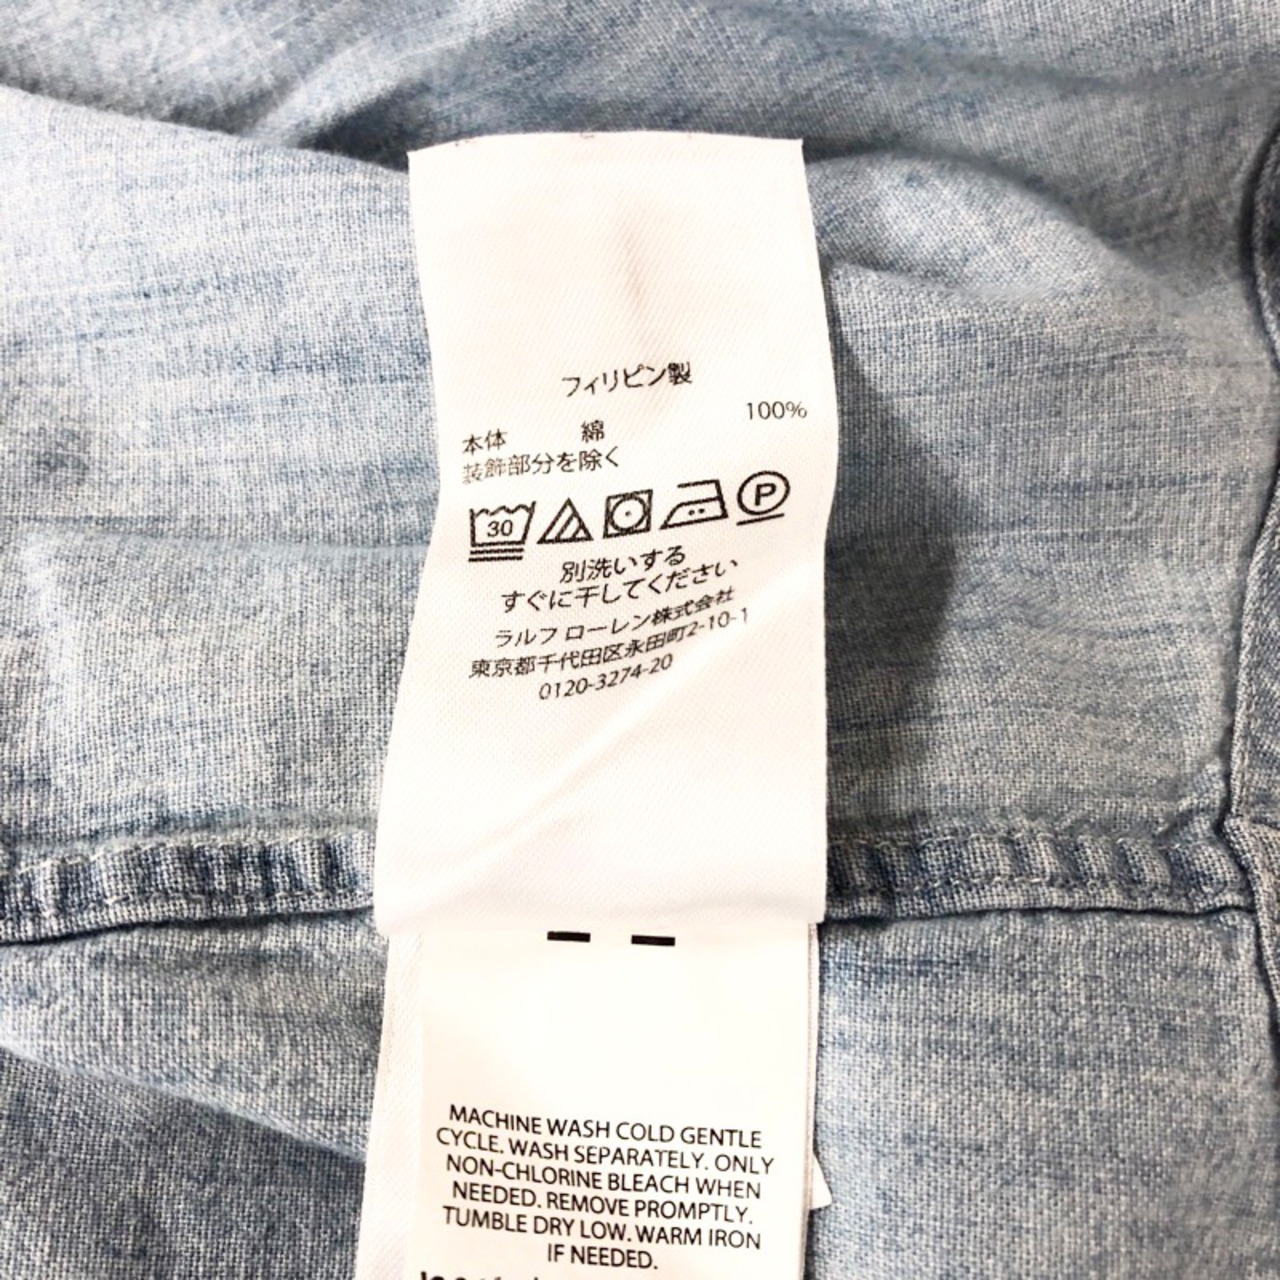 フィリピン製
本体 綿 100%
装飾部分を除く
30 P
別洗いする
すぐに干してください
ラルフ ローレン株式会社
東京都千代田区永田町2-10-1
0120-3274-20
MACHINE WASH COLD GENTLE
CYCLE. WASH SEPARATELY. ONLY
NON-CHLORINE BLEACH WHEN
NEEDED. REMOVE PROMPTLY.
TUMBLE DRY LOW. WARM IRON
IF NEEDED.